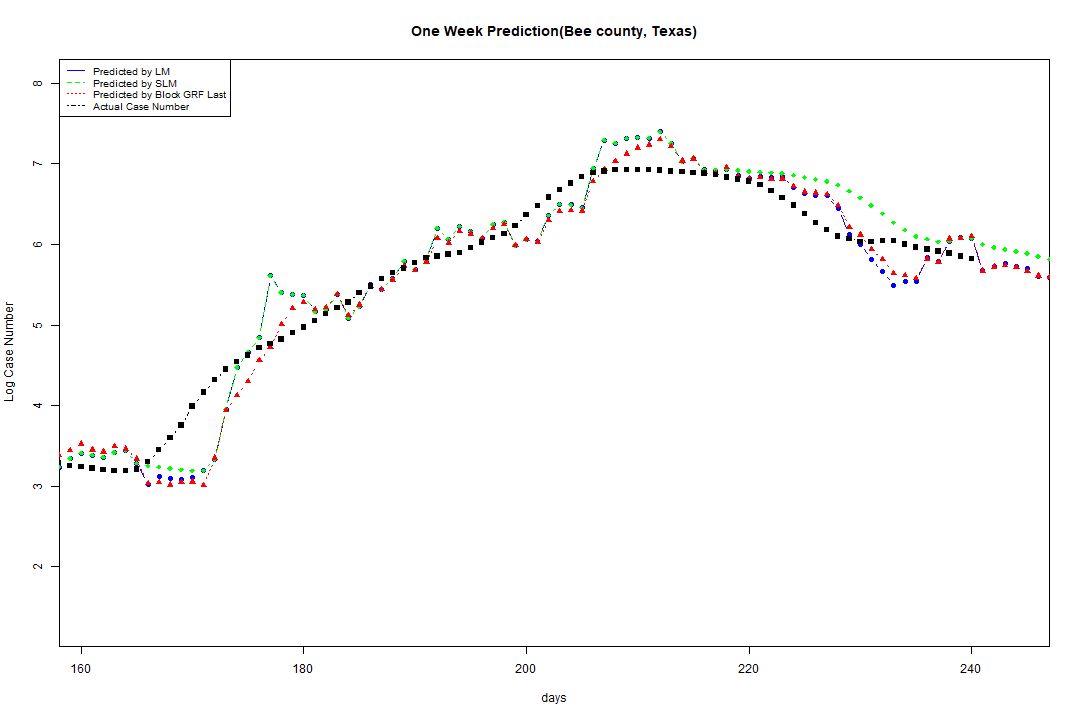 One Week Prediction(Bee county, Texas)
Predicted by LM
Predicted by SLM
Predicted by Block GRF Last
Actual Case Number
8
7
6
5
4
3
2
Log Case Number
160 180 200 220 240
days